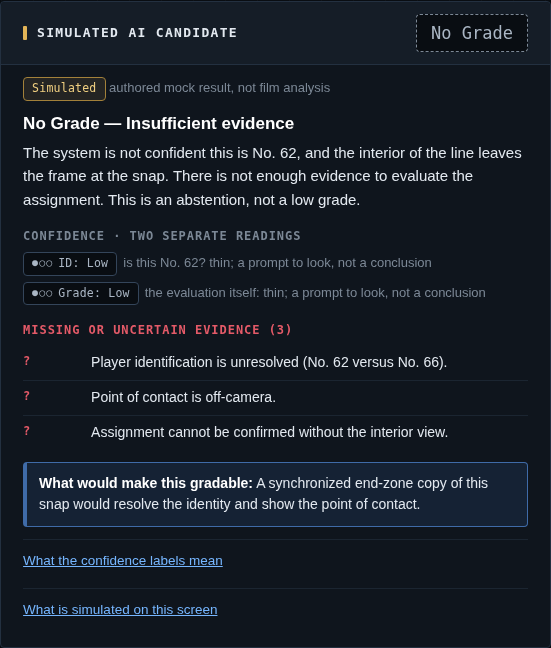 SIMULATED AI CANDIDATE
No Grade
Simulated authored mock result, not film analysis
No Grade — Insufficient evidence
The system is not confident this is No. 62, and the interior of the line leaves
the frame at the snap. There is not enough evidence to evaluate the
assignment. This is an abstention, not a low grade.
CONFIDENCE · TWO SEPARATE READINGS
●○○ ID: Low is this No. 62? thin; a prompt to look, not a conclusion
●○○ Grade: Low the evaluation itself: thin; a prompt to look, not a conclusion
MISSING OR UNCERTAIN EVIDENCE (3)
? Player identification is unresolved (No. 62 versus No. 66).
? Point of contact is off-camera.
? Assignment cannot be confirmed without the interior view.
What would make this gradable: A synchronized end-zone copy of this
snap would resolve the identity and show the point of contact.
What the confidence labels mean
What is simulated on this screen